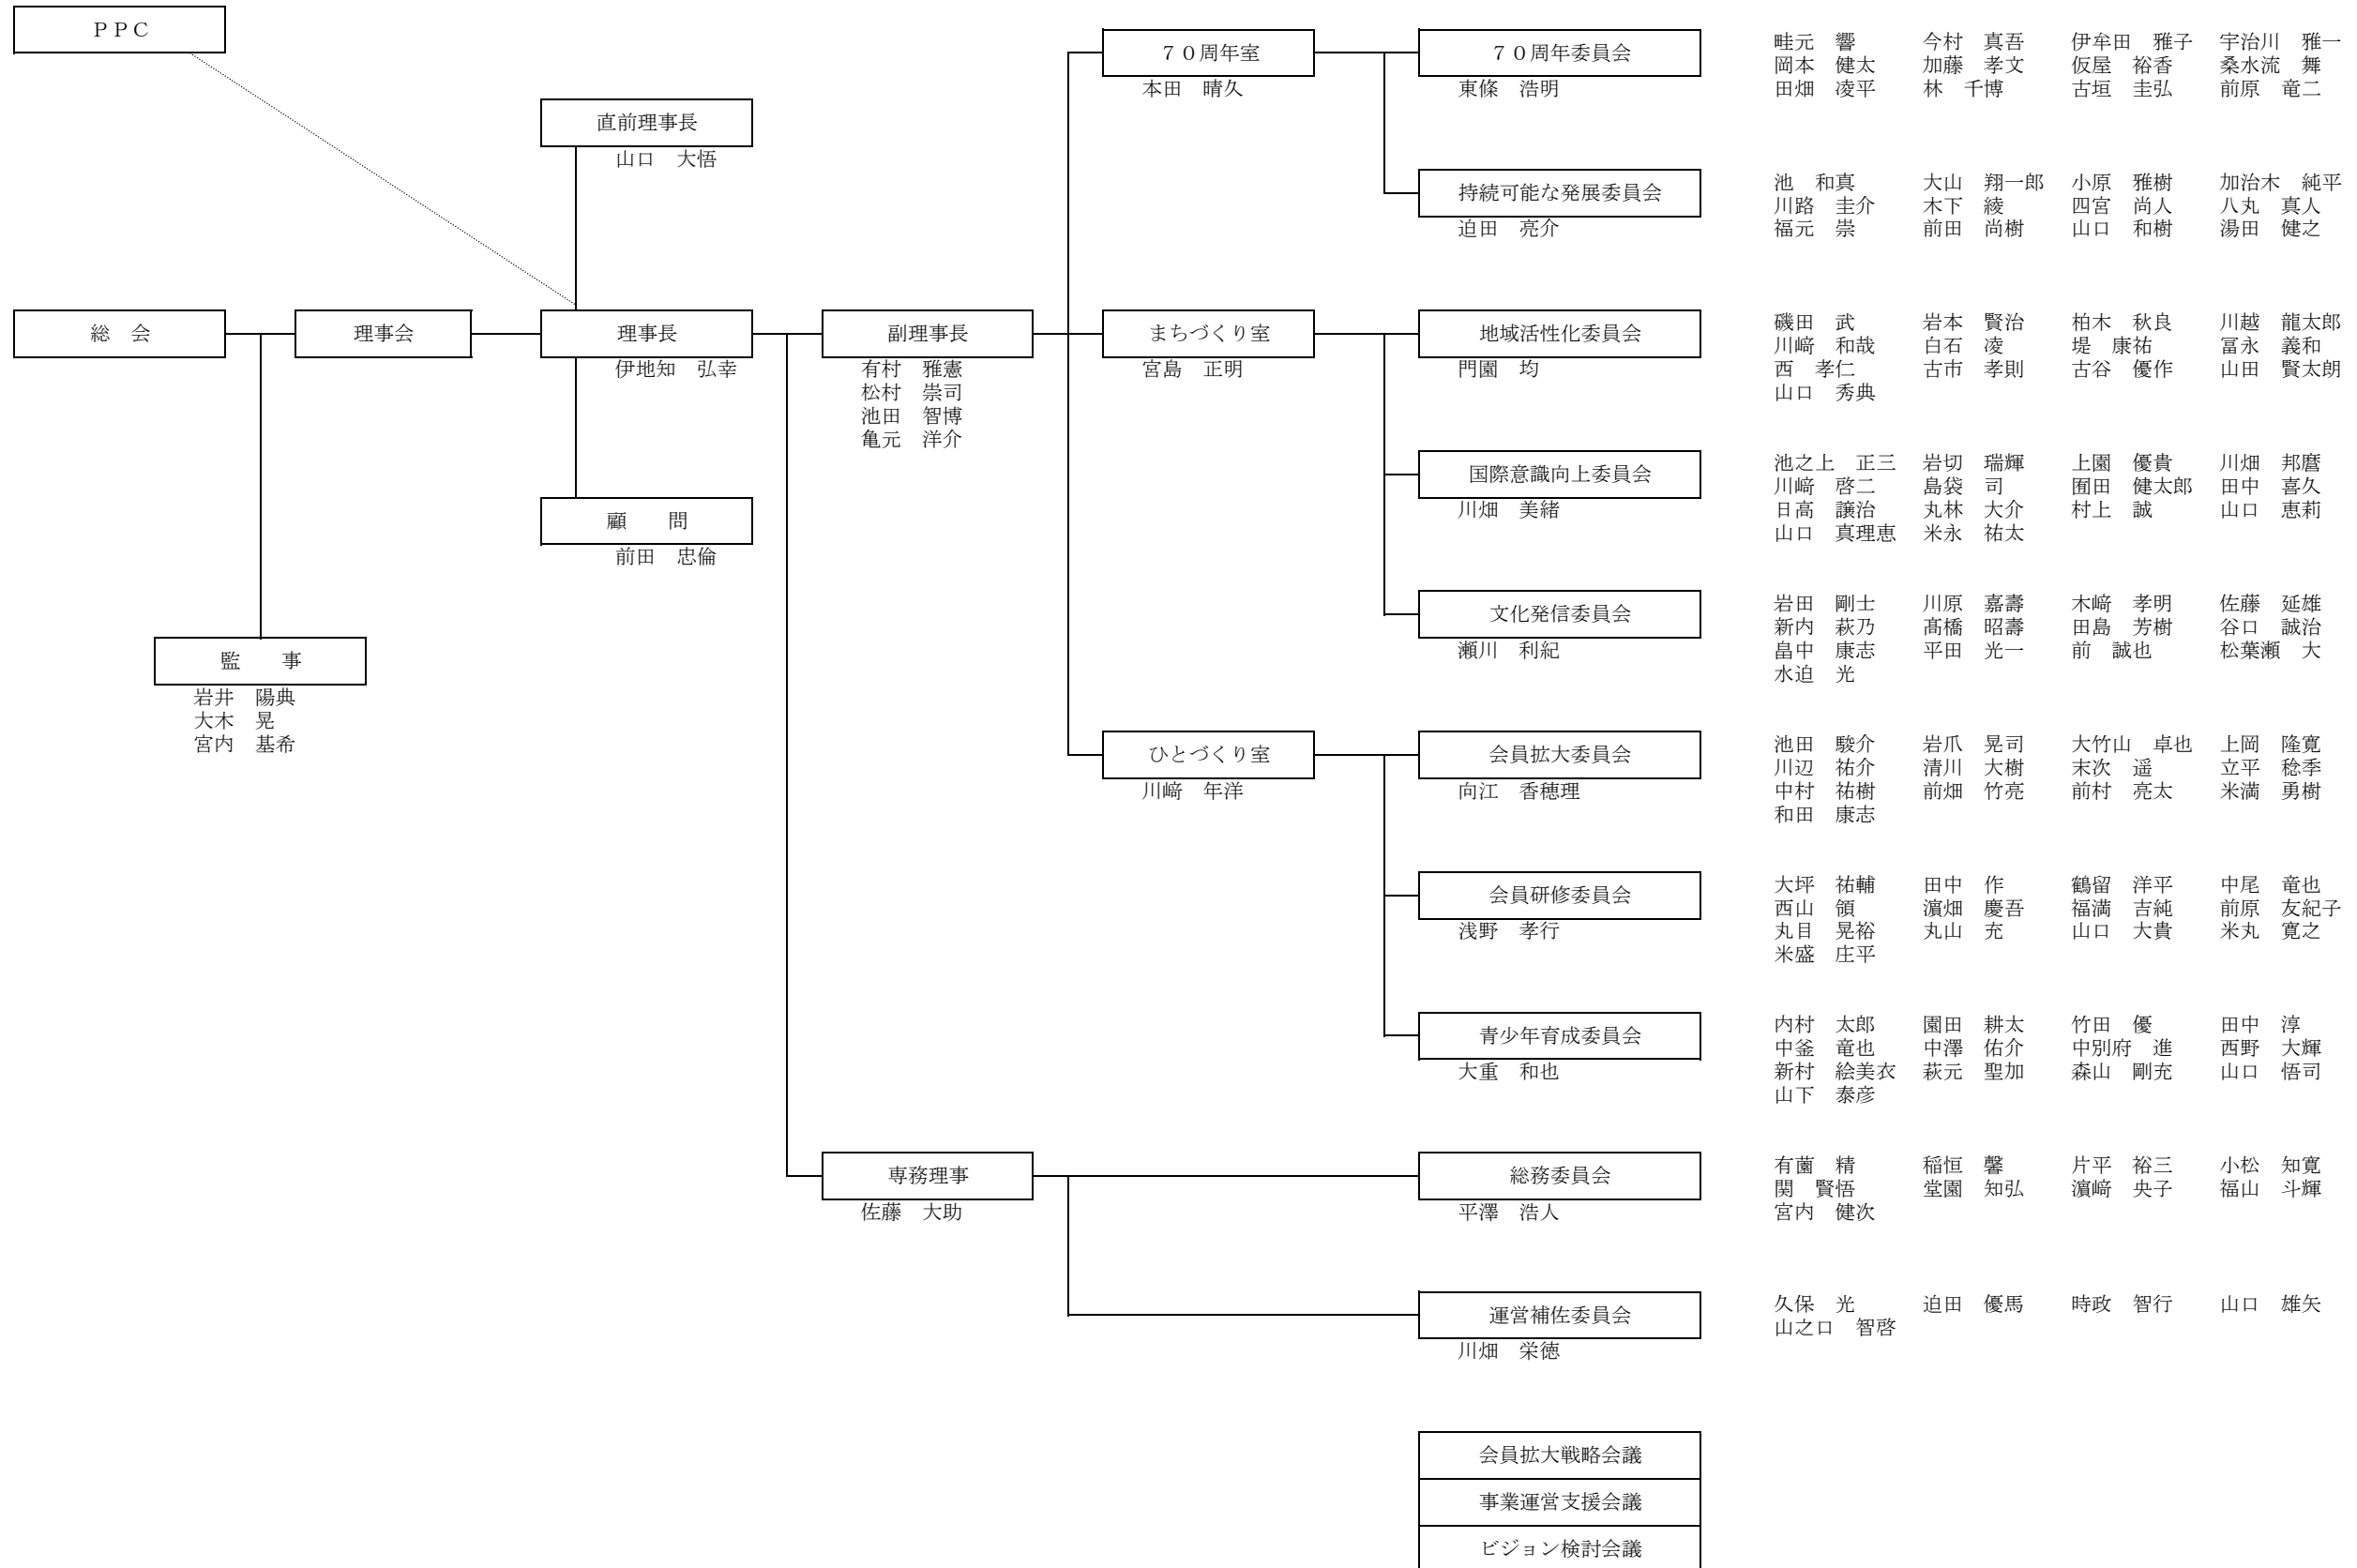 ＰＰＣ
直前理事長
山口　大悟
総　会
理事会
理事長
伊地知　弘幸
顧　　問
前田　忠倫
監　　事
岩井　陽典
大木　晃
宮内　基希
副理事長
有村　雅憲
松村　崇司
池田　智博
亀元　洋介
７０周年室
本田　晴久
７０周年委員会
東條　浩明
畦元　響　今村　真吾　伊牟田　雅子　宇治川　雅一
岡本　健太　加藤　孝文　仮屋　裕香　桑水流　舞
田畑　凌平　林　千博　古垣　圭弘　前原　竜二
持続可能な発展委員会
迫田　亮介
池　和真　大山　翔一郎　小原　雅樹　加治木　純平
川路　圭介　木下　綾　四宮　尚人　八丸　真人
福元　崇　前田　尚樹　山口　和樹　湯田　健之
まちづくり室
宮島　正明
地域活性化委員会
門園　均
磯田　武　岩本　賢治　柏木　秋良　川越　龍太郎
川﨑　和哉　白石　凌　堤　康祐　冨永　義和
西　孝仁　古市　孝則　古谷　優作　山田　賢太朗
山口　秀典
国際意識向上委員会
川畑　美緒
池之上　正三　岩切　瑞輝　上園　優貴　川畑　邦麿
川﨑　啓二　島袋　司　囿田　健太郎　田中　喜久
日高　譲治　丸林　大介　村上　誠　山口　恵莉
山口　真理恵　米永　祐太
文化発信委員会
瀬川　利紀
岩田　剛士　川原　嘉壽　木﨑　孝明　佐藤　延雄
新内　萩乃　髙橋　昭壽　田島　芳樹　谷口　誠治
畠中　康志　平田　光一　前　誠也　松葉瀬　大
水迫　光
ひとづくり室
川﨑　年洋
会員拡大委員会
向江　香穂理
池田　駿介　岩爪　晃司　大竹山　卓也　上岡　隆寛
川辺　祐介　清川　大樹　末次　遥　立平　稔季
中村　祐樹　前畑　竹亮　前村　亮太　米満　勇樹
和田　康志
会員研修委員会
浅野　孝行
大坪　祐輔　田中　作　鶴留　洋平　中尾　竜也
西山　領　濵畑　慶吾　福満　吉純　前原　友紀子
丸目　晃裕　丸山　充　山口　大貴　米丸　寛之
米盛　庄平
青少年育成委員会
大重　和也
内村　太郎　園田　耕太　竹田　優　田中　淳
中釜　竜也　中澤　佑介　中別府　進　西野　大輝
新村　絵美衣　萩元　聖加　森山　剛充　山口　悟司
山下　泰彦
専務理事
佐藤　大助
総務委員会
平澤　浩人
有薗　精　稲恒　馨　片平　裕三　小松　知寛
関　賢悟　堂園　知弘　濵﨑　央子　福山　斗輝
宮内　健次
運営補佐委員会
川畑　栄徳
久保　光　迫田　優馬　時政　智行　山口　雄矢
山之口　智啓
会員拡大戦略会議
事業運営支援会議
ビジョン検討会議